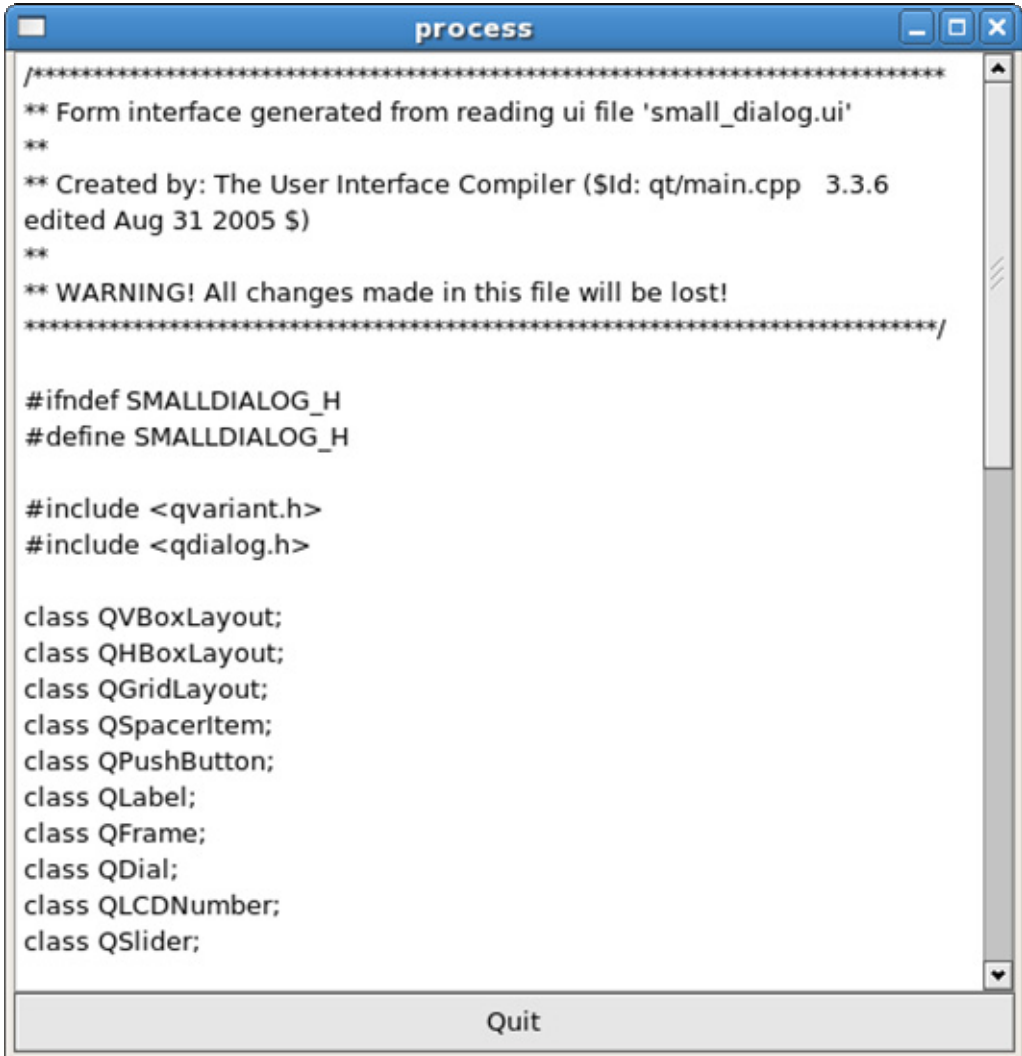 process
/****************************************************************************
** Form interface generated from reading ui file 'small_dialog.ui'
**
** Created by: The User Interface Compiler ($Id: qt/main.cpp   3.3.6
edited Aug 31 2005 $)
**
** WARNING! All changes made in this file will be lost!
****************************************************************************/
#ifndef SMALLDIALOG_H
#define SMALLDIALOG_H
#include <qvariant.h>
#include <qdialog.h>
class QVBoxLayout;
class QHBoxLayout;
class QGridLayout;
class QSpacerItem;
class QPushButton;
class QLabel;
class QFrame;
class QDial;
class QLCDNumber;
class QSlider;
Quit